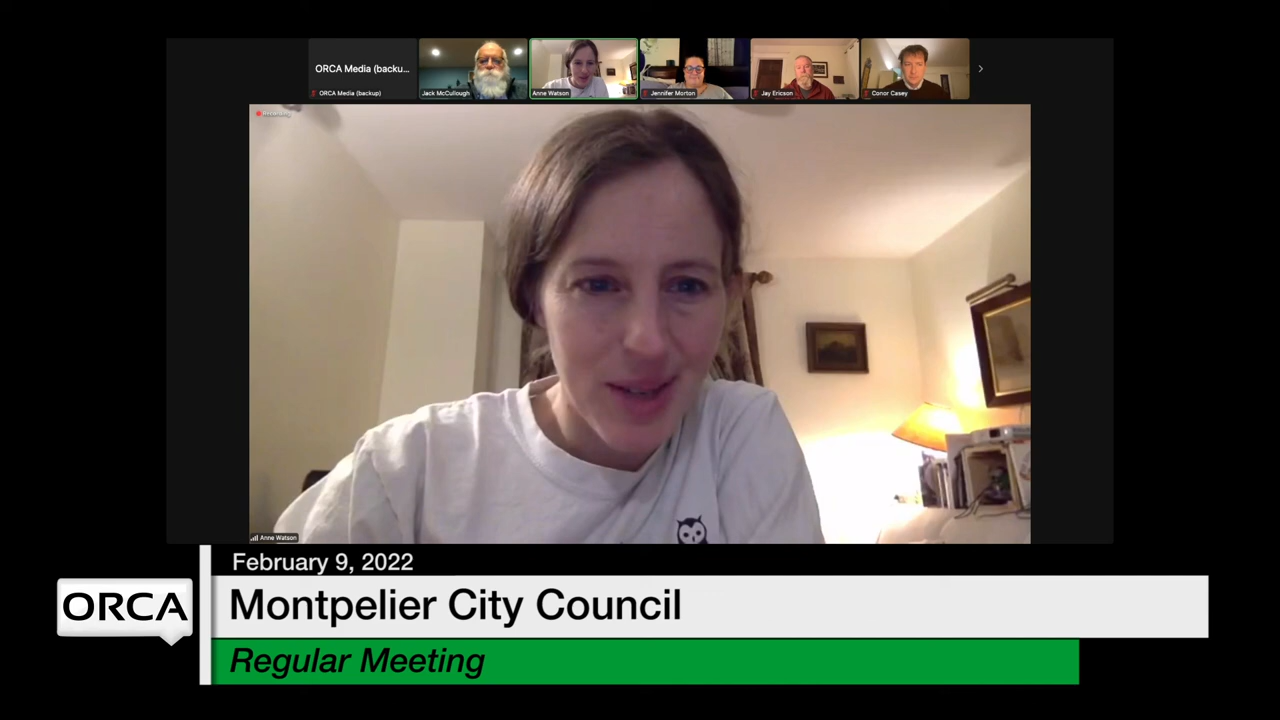 ORCA Media (backu...
ORCA Media (backup)
Jack McCullough
Anne Watson
Jennifer Morton
Jay Ericson
Conor Casey
Recording
Anne Watson
February 9, 2022
ORCA
Montpelier City Council
Regular Meeting